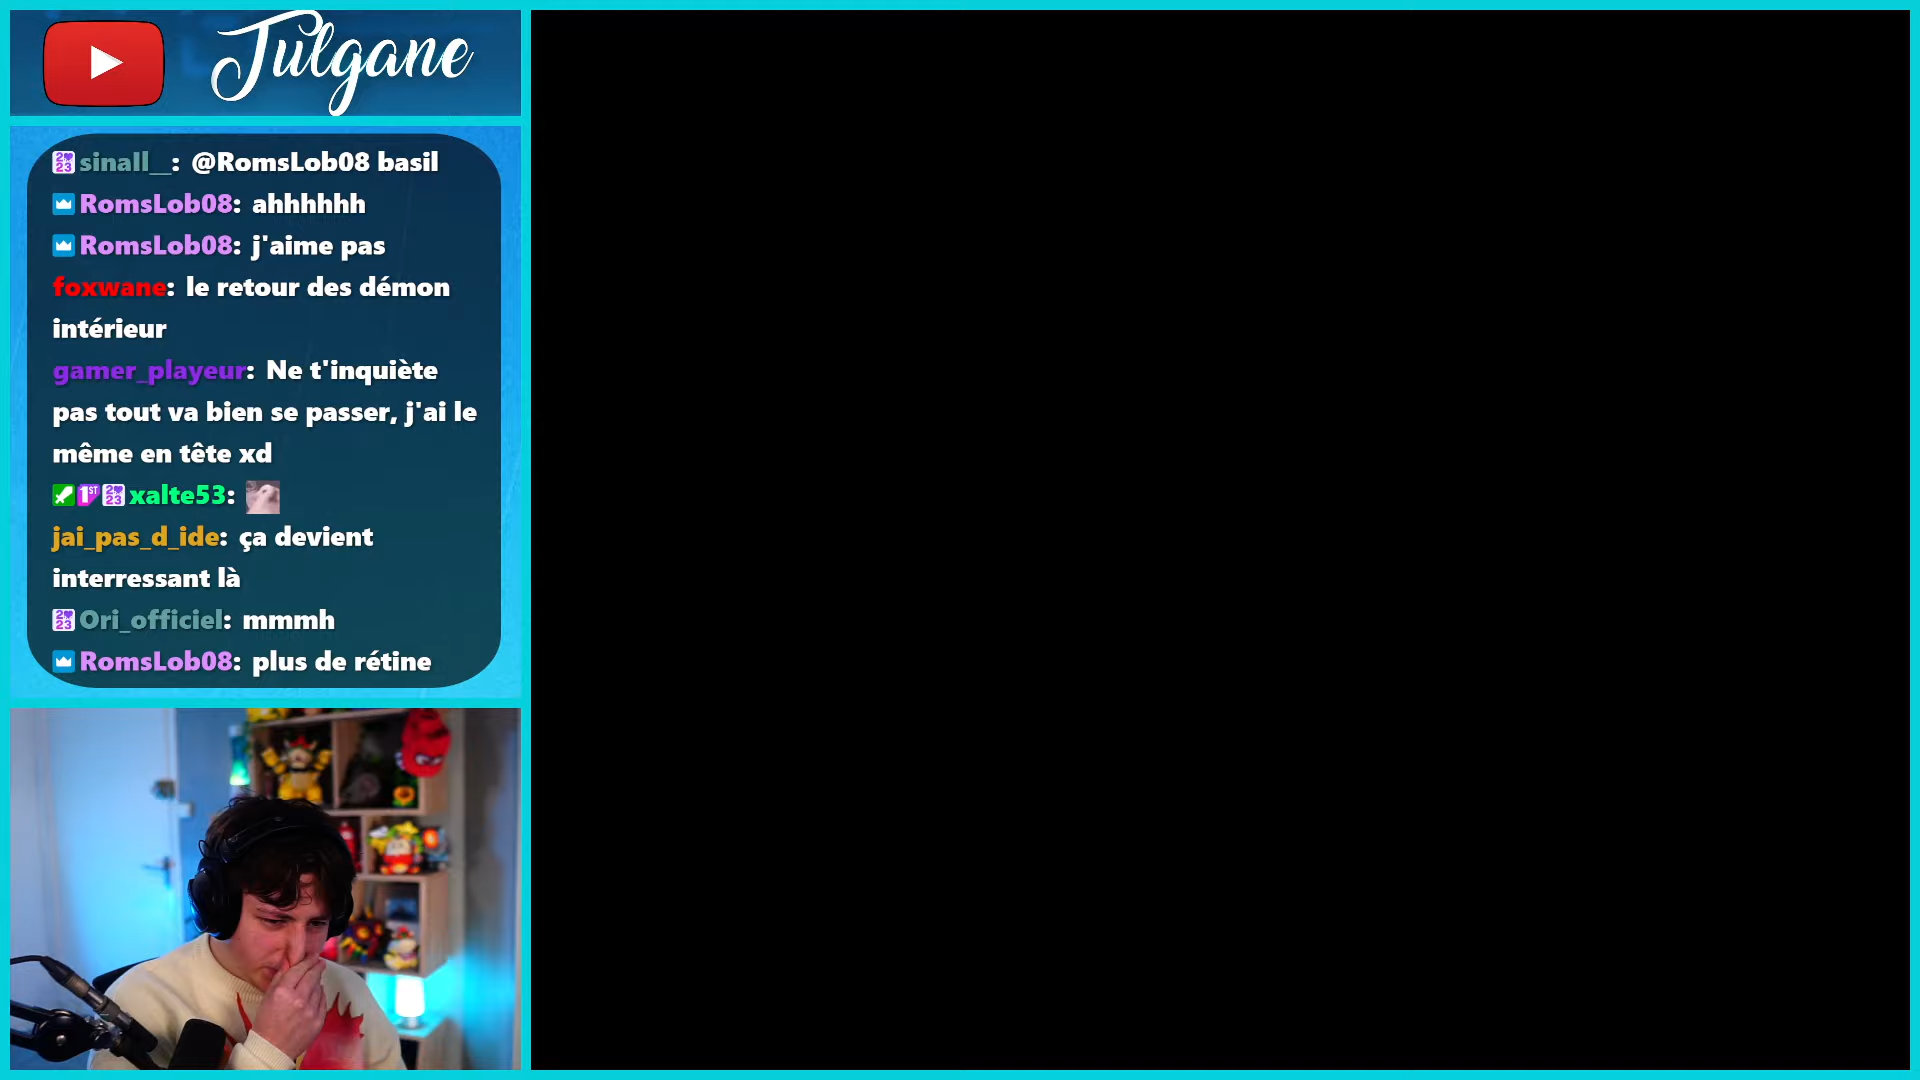 Julgane
sinall__: @RomsLob08 basil
RomsLob08: ahhhhhh
RomsLob08: j'aime pas
foxwane: le retour des démon
intérieur
gamer_playeur: Ne t'inquiète
pas tout va bien se passer, j'ai le
même en tête xd
xalte53:
jai_pas_d_ide: ça devient
interressant là
Ori_officiel: mmmh
RomsLob08: plus de rétine